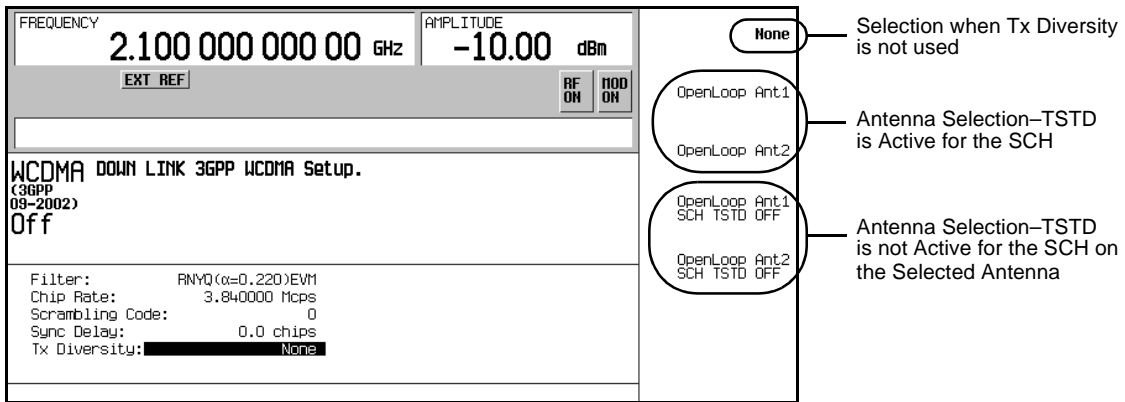 FREQUENCY
2.100 000 000 00 GHz
AMPLITUDE
-10.00 dBm
EXT REF
RF ON
MOD ON
WCDMA DOWN LINK 3GPP WCDMA Setup.
(3GPP
09-2002)
Off
Filter: RNYQ(α=0.220)EVM
Chip Rate: 3.840000 Mcps
Scrambling Code: 0
Sync Delay: 0.0 chips
Tx Diversity: None
None
OpenLoop Ant1
OpenLoop Ant2
OpenLoop Ant1
SCH TSTD OFF
OpenLoop Ant2
SCH TSTD OFF
Selection when Tx Diversity
is not used
Antenna Selection–TSTD
is Active for the SCH
Antenna Selection–TSTD
is not Active for the SCH on
the Selected Antenna